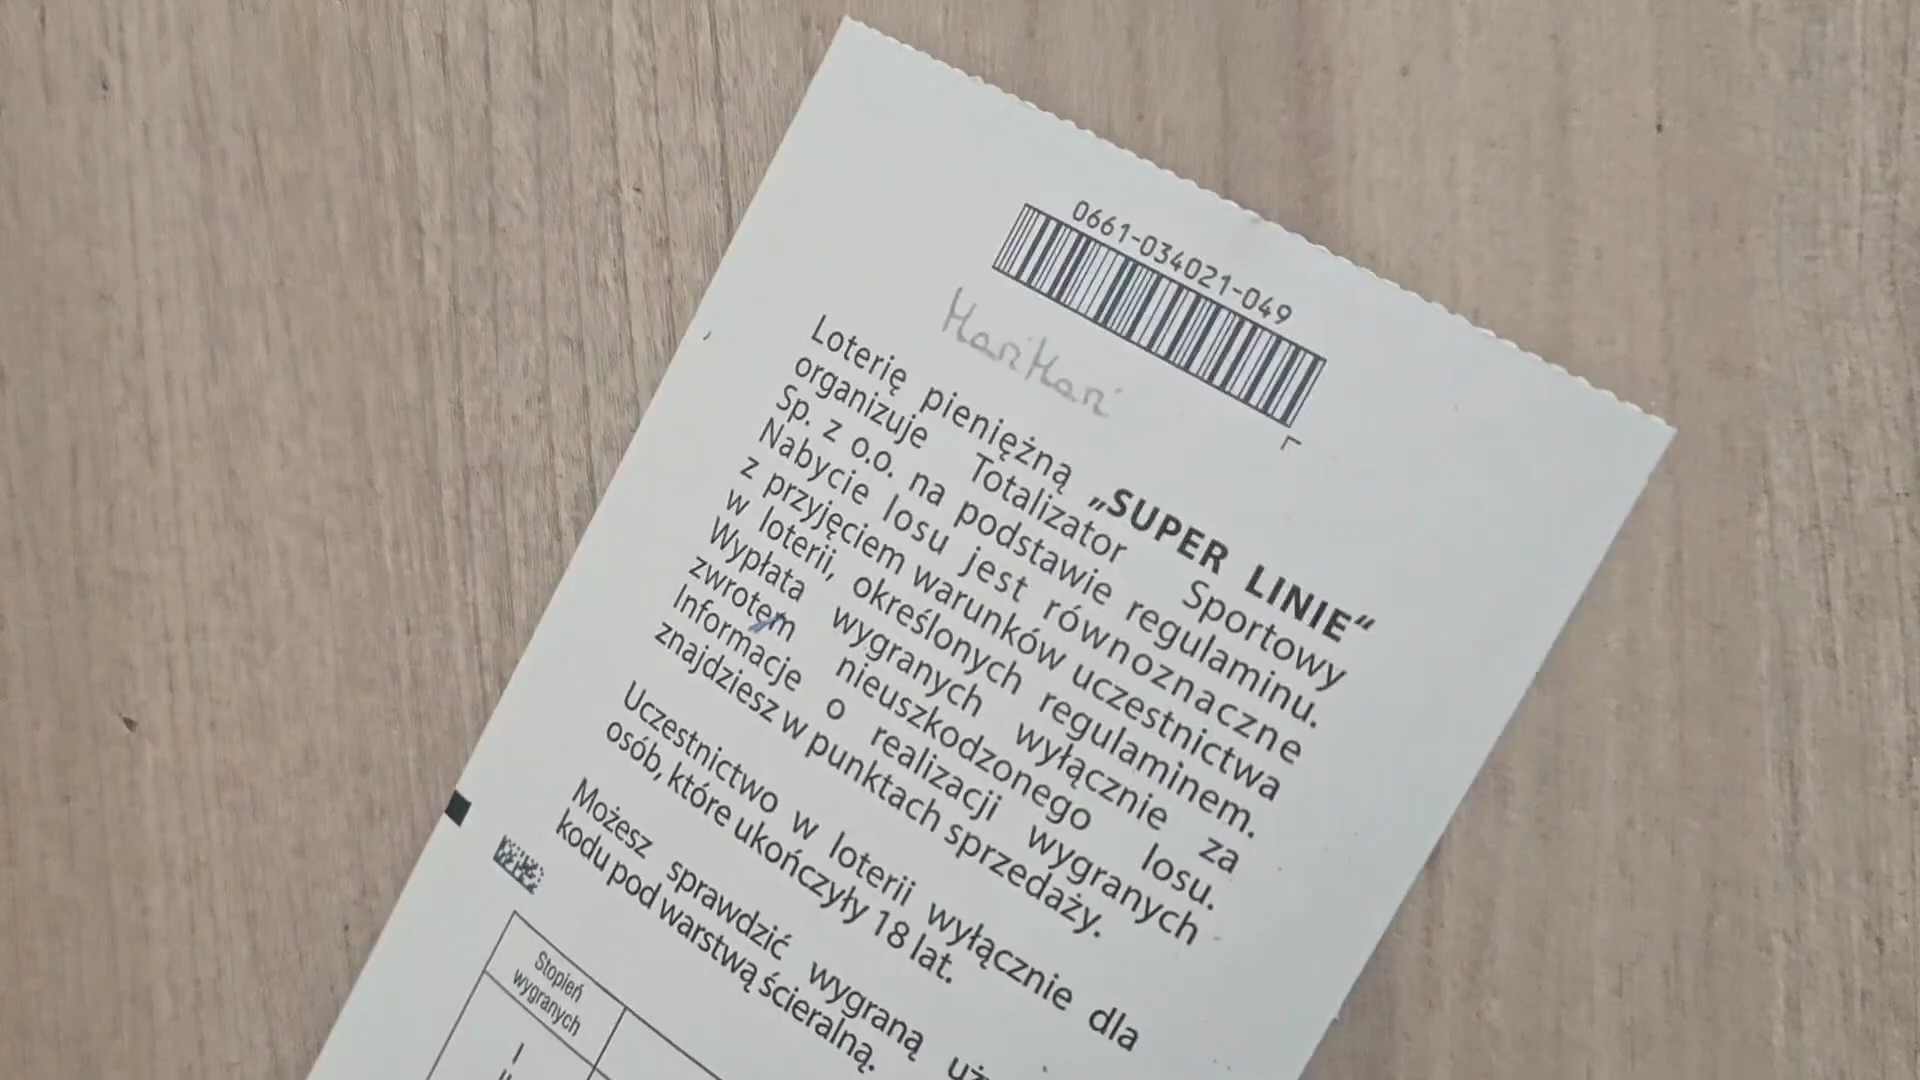 0661-034021-049
HariHari
Loterię pieniężną „SUPER LINIE“
organizuje Totalizator Sportowy
Sp. z o.o. na podstawie regulaminu.
Nabycie losu jest równoznaczne
z przyjęciem warunków uczestnictwa
w loterii, określonych regulaminem.
Wypłata wygranych wyłącznie za
zwrotem nieuszkodzonego losu.
Informacje o realizacji wygranych
znajdziesz w punktach sprzedaży.
Uczestnictwo w loterii wyłącznie dla
osób, które ukończyły 18 lat.
Możesz sprawdzić wygraną
kodu pod warstwą ścieralną.
Stopień
wygranych
I